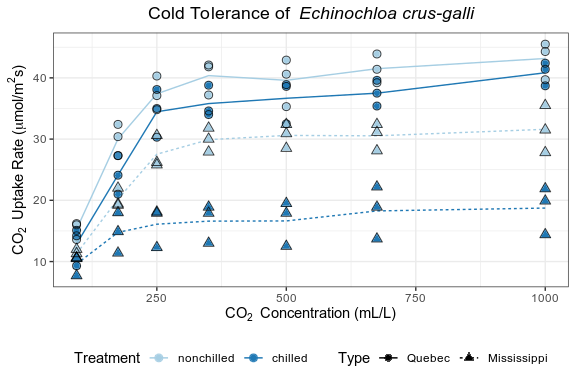 Cold Tolerance of Echinochloa crus-galli
CO₂ Uptake Rate (μmol/m²s)
40
30
20
10
250
500
750
1000
CO₂ Concentration (mL/L)
Treatment nonchilled chilled Type Quebec Mississippi